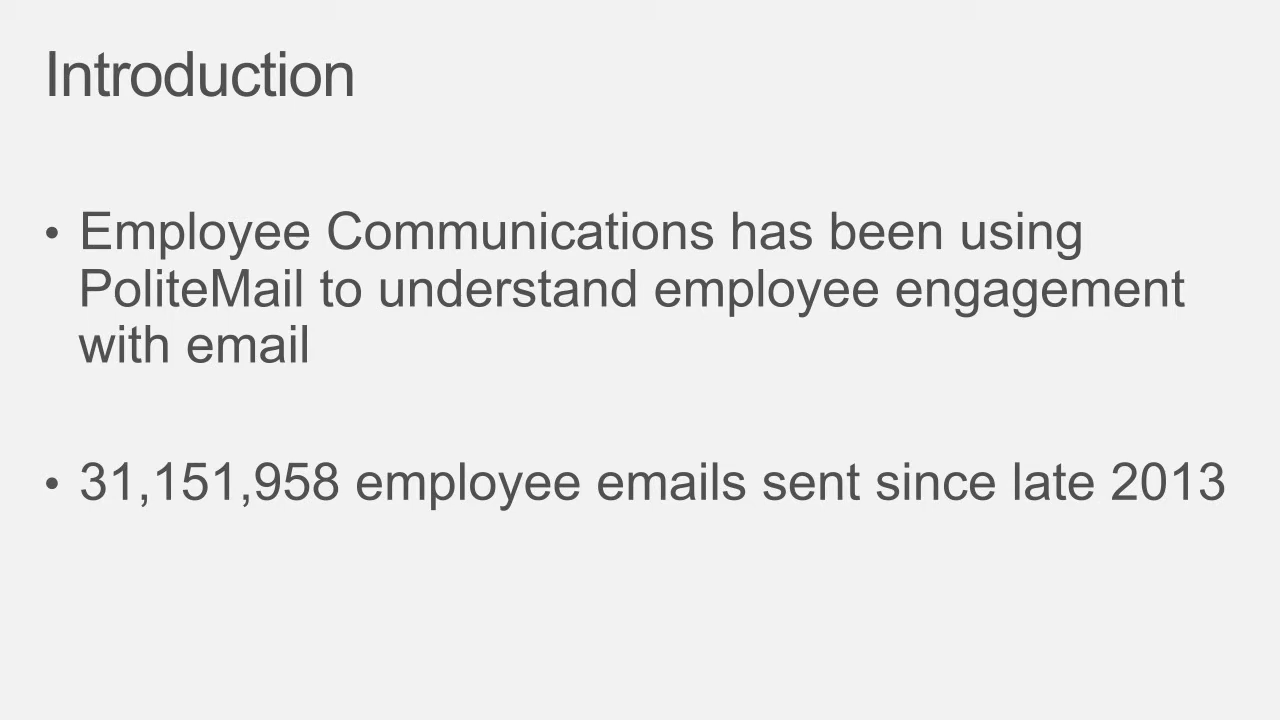 Introduction
• Employee Communications has been using
PoliteMail to understand employee engagement
with email
• 31,151,958 employee emails sent since late 2013